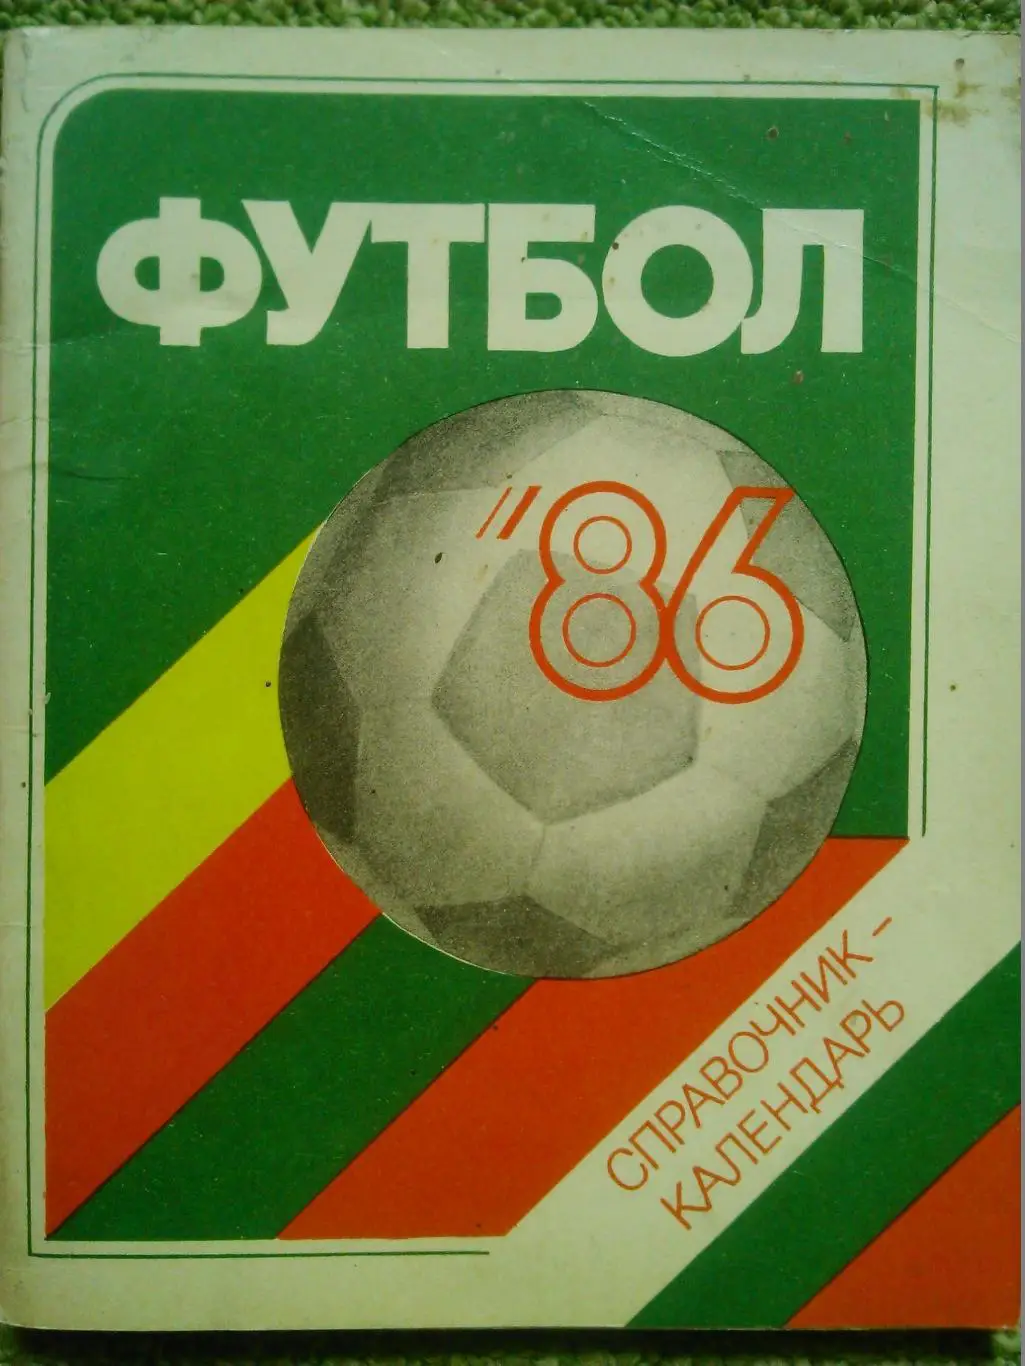 ФУТБОЛ
"86
СПРАВОЧНИК-
КАЛЕНДАРЬ